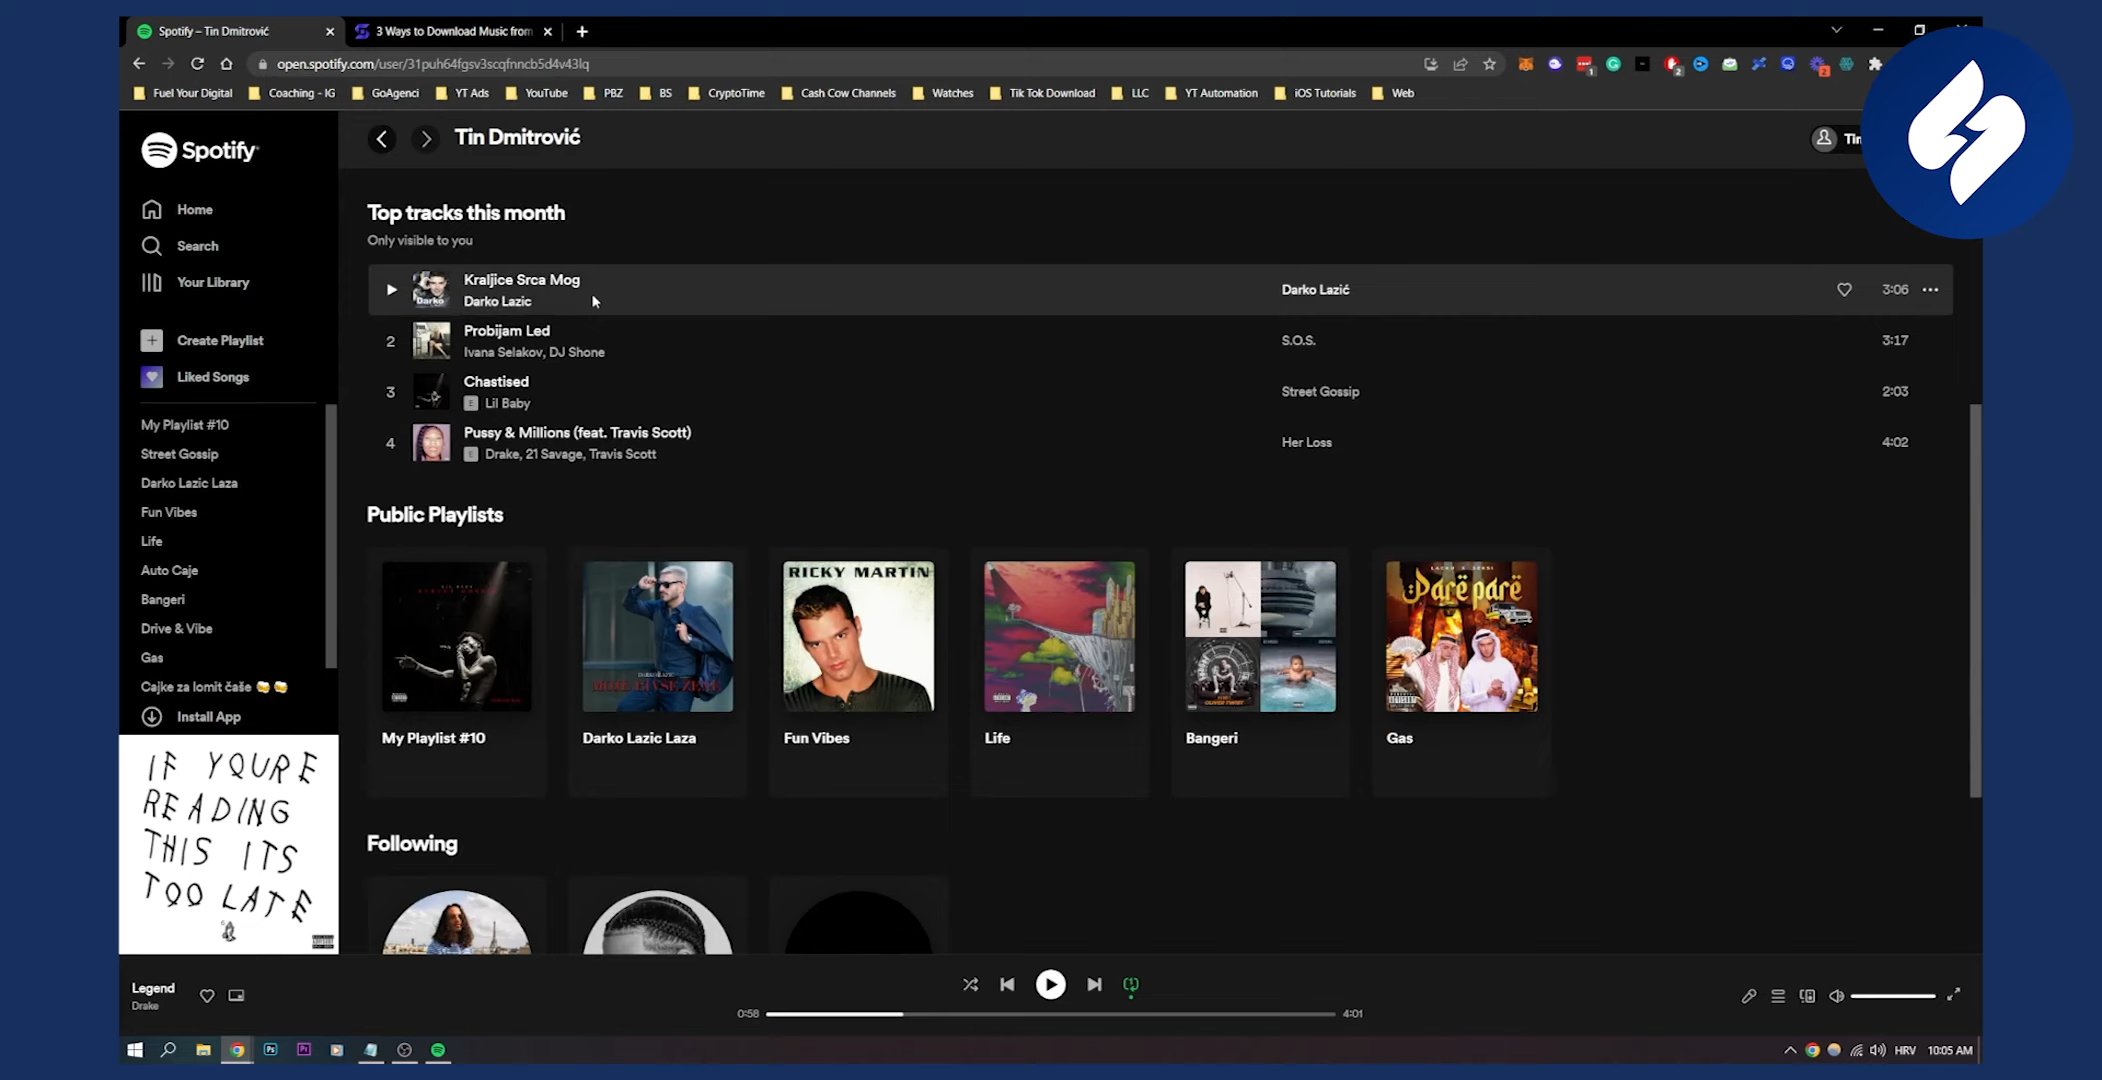 Spotify – Tin Dmitrović
3 Ways to Download Music from
open.spotify.com/user/31puh64fgsv3scqfnncb5d4v43lq
Fuel Your Digital
Coaching - IG
GoAgenci
YT Ads
YouTube
PBZ
BS
CryptoTime
Cash Cow Channels
Watches
Tik Tok Download
LLC
YT Automation
iOS Tutorials
Web
Spotify
Tin Dmitrović
Tin
Home
Search
Your Library
Create Playlist
Liked Songs
My Playlist #10
Street Gossip
Darko Lazic Laza
Fun Vibes
Life
Auto Caje
Bangeri
Drive & Vibe
Gas
Cajke za lomit čaše 🍻 🍻
Install App
IF YOURE
READING
THIS ITS
TOO LATE
Top tracks this month
Only visible to you
Kraljice Srca Mog
Darko Lazic
Darko Lazić
3:06
2
Probijam Led
Ivana Selakov, DJ Shone
S.O.S.
3:17
3
Chastised
E Lil Baby
Street Gossip
2:03
4
Pussy & Millions (feat. Travis Scott)
E Drake, 21 Savage, Travis Scott
Her Loss
4:02
Public Playlists
RICKY MARTIN
Parë parë
Darko
My Playlist #10
Darko Lazic Laza
Fun Vibes
Life
Bangeri
Gas
Following
Legend
Drake
0:58
4:01
HRV
10:05 AM